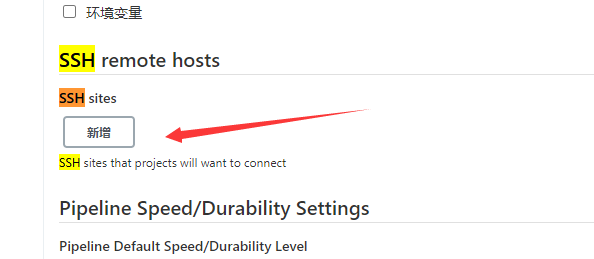 环境变量
SSH remote hosts
SSH sites
新增
SSH sites that projects will want to connect
Pipeline Speed/Durability Settings
Pipeline Default Speed/Durability Level